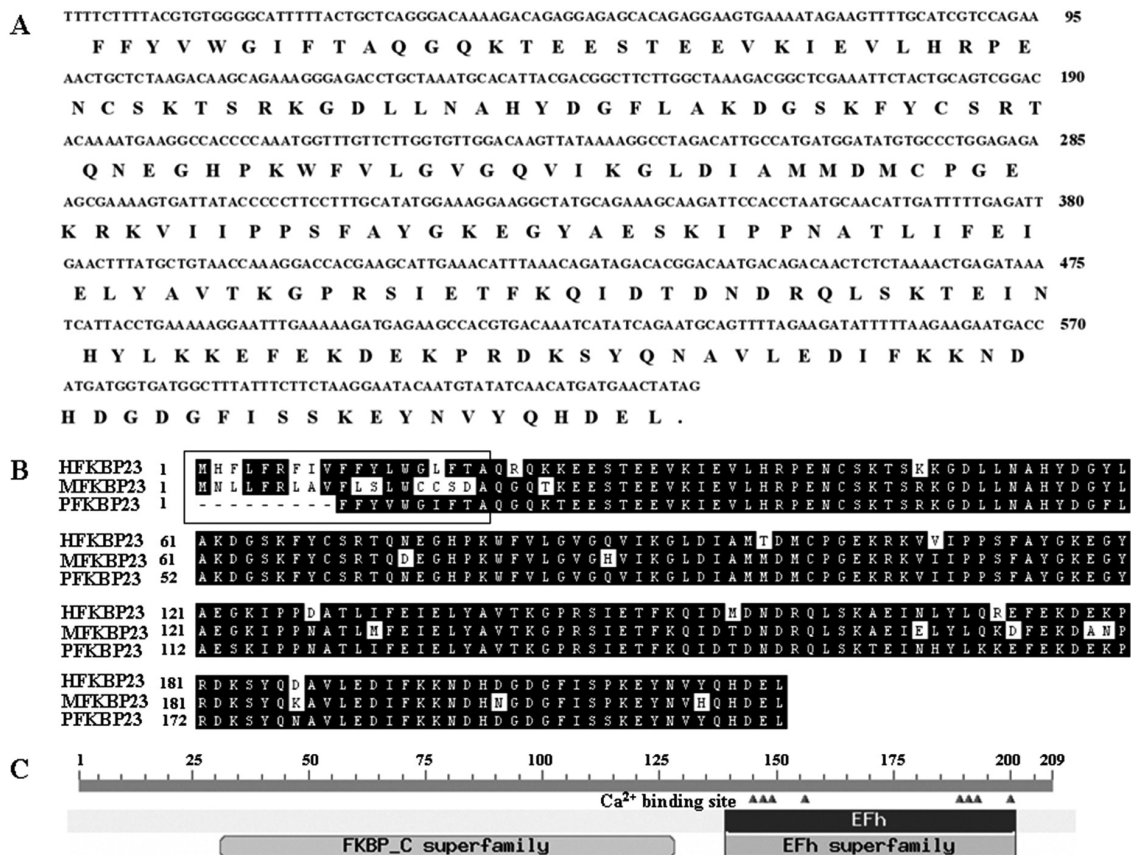 A
TTTTCTTTTACGTGTGGGGCATTTTTACTGCTCAGGGACAAAAGACAGAGGAGAGCACAGAGGAAGTGAAAATAGAAGTTTTGCATCGTCCAGAA 95
F F Y V W G I F T A Q G Q K T E E S T E E V K I E V L H R P E
AACTGCTCTAAGACAAGCAGAAAGGGAGACCTGCTAAATGCACATTACGACGGCTTCTTGGCTAAAGACGGCTCGAAATTCTACTGCAGTCGGAC 190
N C S K T S R K G D L L N A H Y D G F L A K D G S K F Y C S R T
ACAAAATGAAGGCCACCCCAAATGGTTTGTTCTTGGTGTTGGACAAGTTATAAAAGGCCTAGACATTGCCATGATGGATATGTGCCCTGGAGAGA 285
Q N E G H P K W F V L G V G Q V I K G L D I A M M D M C P G E
AGCGAAAAGTGATTATACCCCCTTCCTTTGCATATGGAAAGGAAGGCTATGCAGAAAGCAAGATTCCACCTAATGCAACATTGATTTTTGAGATT 380
K R K V I I P P S F A Y G K E G Y A E S K I P P N A T L I F E I
GAACTTTATGCTGTAACCAAAGGACCACGAAGCATTGAAACATTTAAACAGATAGACACGGACAATGACAGACAACTCTCTAAAACTGAGATAAA 475
E L Y A V T K G P R S I E T F K Q I D T D N D R Q L S K T E I N
TCATTACCTGAAAAAGGAATTTGAAAAAGATGAGAAGCCACGTGACAAATCATATCAGAATGCAGTTTTAGAAGATATTTTTAAGAAGAATGACC 570
H Y L K K E F E K D E K P R D K S Y Q N A V L E D I F K K N D
ATGATGGTGATGGCTTTATTTCTTCTAAGGAATACAATGTATATCAACATGATGAACTATAG
H D G D G F I S S K E Y N V Y Q H D E L .
B
HFKBP23 1 MHFLFRFIVFFYLWGLFTAQRQKKEESTEEVKIEVLHRPENCSKTSKKGDLLNAHYDGYL
MFKBP23 1 MNLLFRLAVFLSLWCCSDAQGQTKEESTEEVKIEVLHRPENCSKTSRKGDLLNAHYDGYL
PFKBP23 1 ---------FFYVWGIFTAQGQKTEESTEEVKIEVLHRPENCSKTSRKGDLLNAHYDGFL
HFKBP23 61 AKDGSKFYCSRTQNEGHPKWFVLGVGQVIKGLDIAMTDMCPGEKRKVVIPPSFAYGKEGY
MFKBP23 61 AKDGSKFYCSRTQDEGHPKWFVLGVGHVIKGLDIAMMDMCPGEKRKVIIPPSFAYGKEGY
PFKBP23 52 AKDGSKFYCSRTQNEGHPKWFVLGVGQVIKGLDIAMMDMCPGEKRKVIIPPSFAYGKEGY
HFKBP23 121 AEGKIPPDATLIFEIELYAVTKGPRSIETFKQIDMDNDRQLSKAEINLYLQREFEKDEKP
MFKBP23 121 AEGKIPPNATLMFEIELYAVTKGPRSIETFKQIDTDNDRQLSKAEIELYLQKDFEKDANP
PFKBP23 112 AESKIPPNATLIFEIELYAVTKGPRSIETFKQIDTDNDRQLSKTEINHYLKKEFEKDEKP
HFKBP23 181 RDKSYQDAVLEDIFKKNDHDGDGFISPKEYNVYQHDEL
MFKBP23 181 RDKSYQKAVLEDIFKKNDHNGDGFISPKEYNVHQHDEL
PFKBP23 172 RDKSYQNAVLEDIFKKNDHDGDGFISSKEYNVYQHDEL
C
1 25 50 75 100 125 150 175 200 209
Ca2+ binding site
EFh
FKBP_C superfamily EFh superfamily